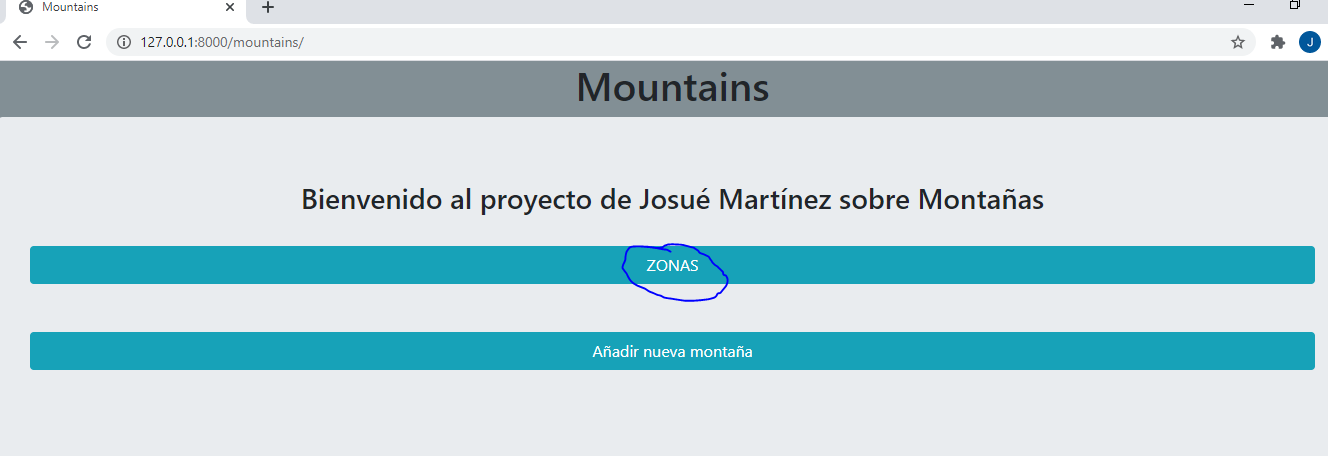 Mountains
127.0.0.1:8000/mountains/
J
Mountains
Bienvenido al proyecto de Josué Martínez sobre Montañas
ZONAS
Añadir nueva montaña